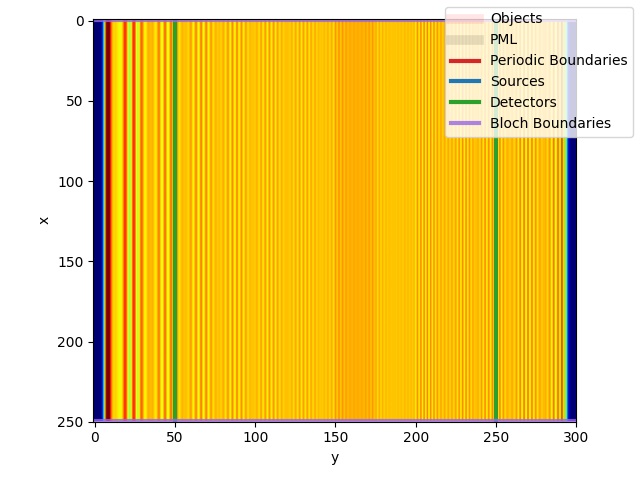 Objects
PML
Periodic Boundaries
Sources
Detectors
Bloch Boundaries
0
50
100
150
200
250
x
0 50 100 150 200 250 300
y